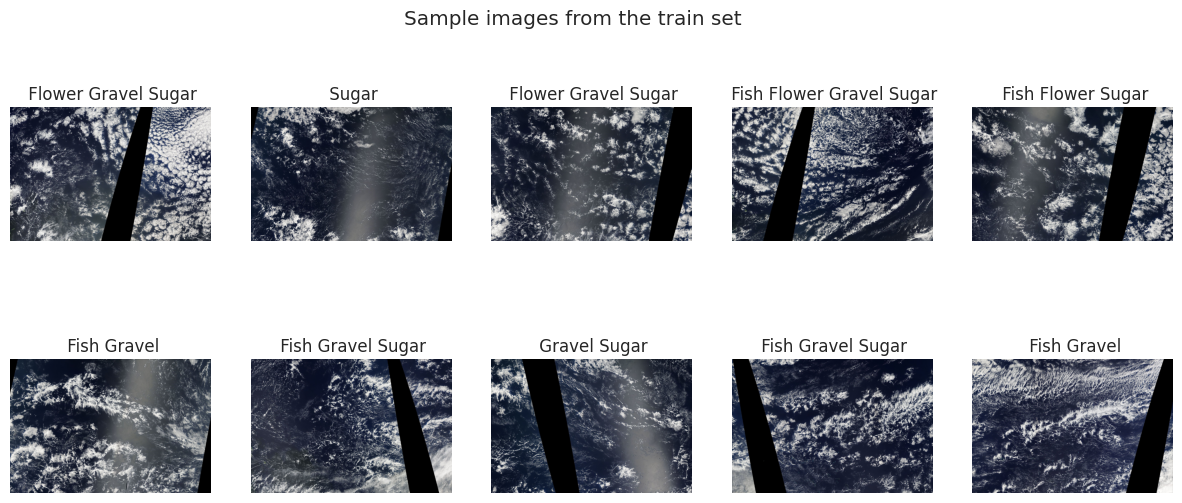 Sample images from the train set
Flower Gravel Sugar
Sugar
Flower Gravel Sugar
Fish Flower Gravel Sugar
Fish Flower Sugar
Fish Gravel
Fish Gravel Sugar
Gravel Sugar
Fish Gravel Sugar
Fish Gravel